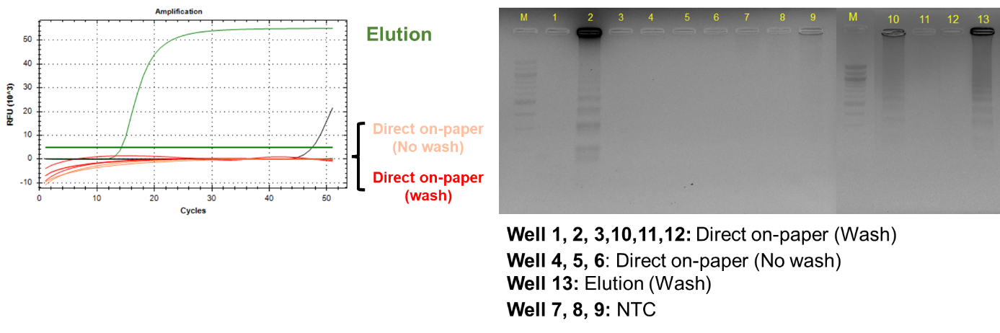 Amplification
50
40
30
20
10
0
-10
RFU (10^3)
0 10 20 30 40 50
Cycles
Elution
Direct on-paper
(No wash)
Direct on-paper
(wash)
M 1 2 3 4 5 6 7 8 9 M 10 11 12 13
Well 1, 2, 3,10,11,12: Direct on-paper (Wash)
Well 4, 5, 6: Direct on-paper (No wash)
Well 13: Elution (Wash)
Well 7, 8, 9: NTC